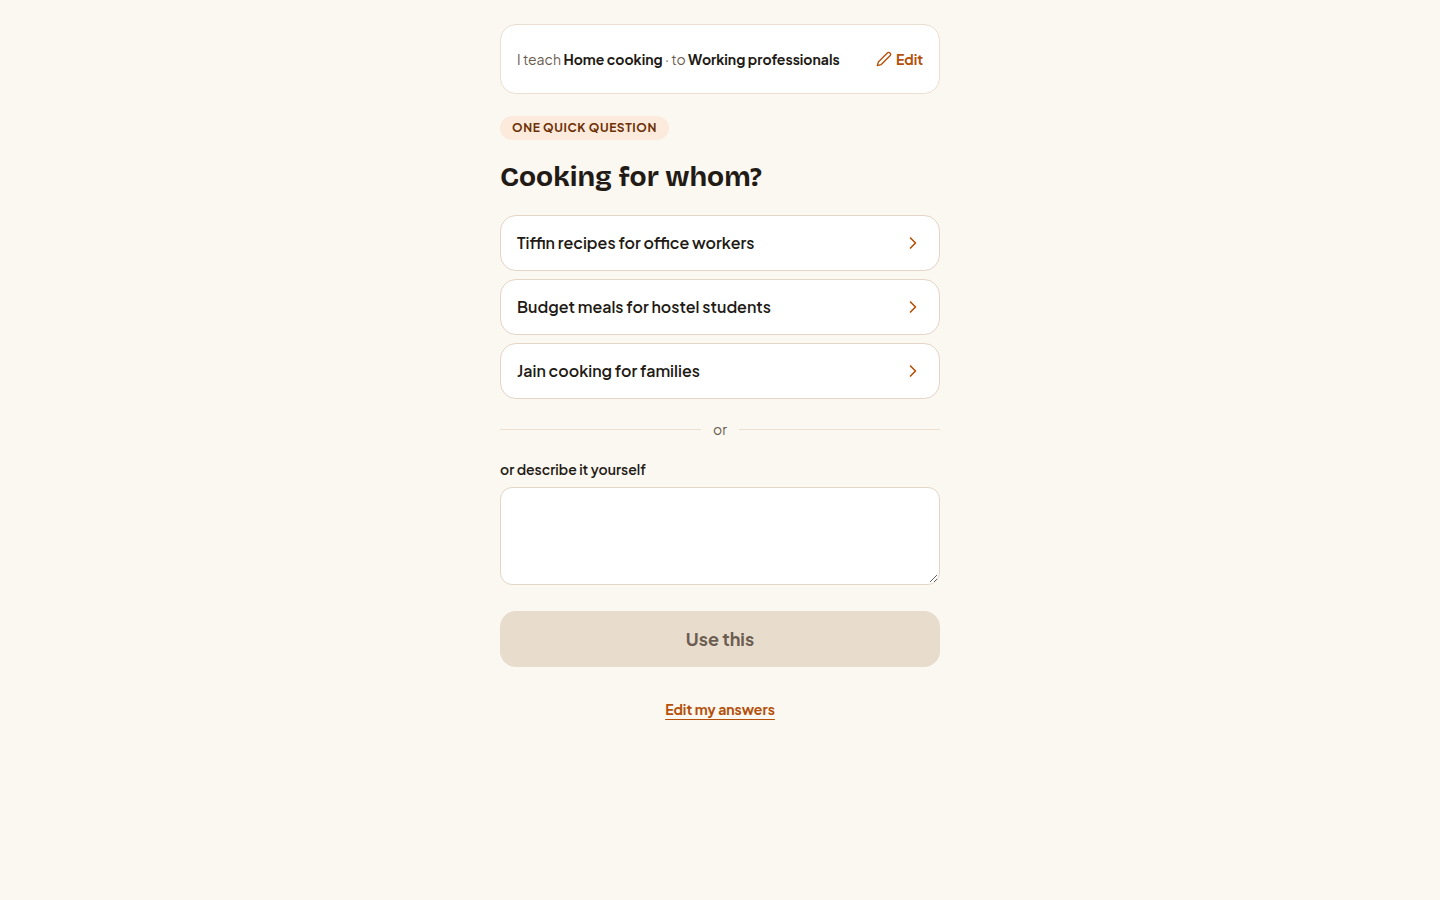 I teach Home cooking · to Working professionals Edit
ONE QUICK QUESTION
Cooking for whom?
Tiffin recipes for office workers
Budget meals for hostel students
Jain cooking for families
or
or describe it yourself
Use this
Edit my answers